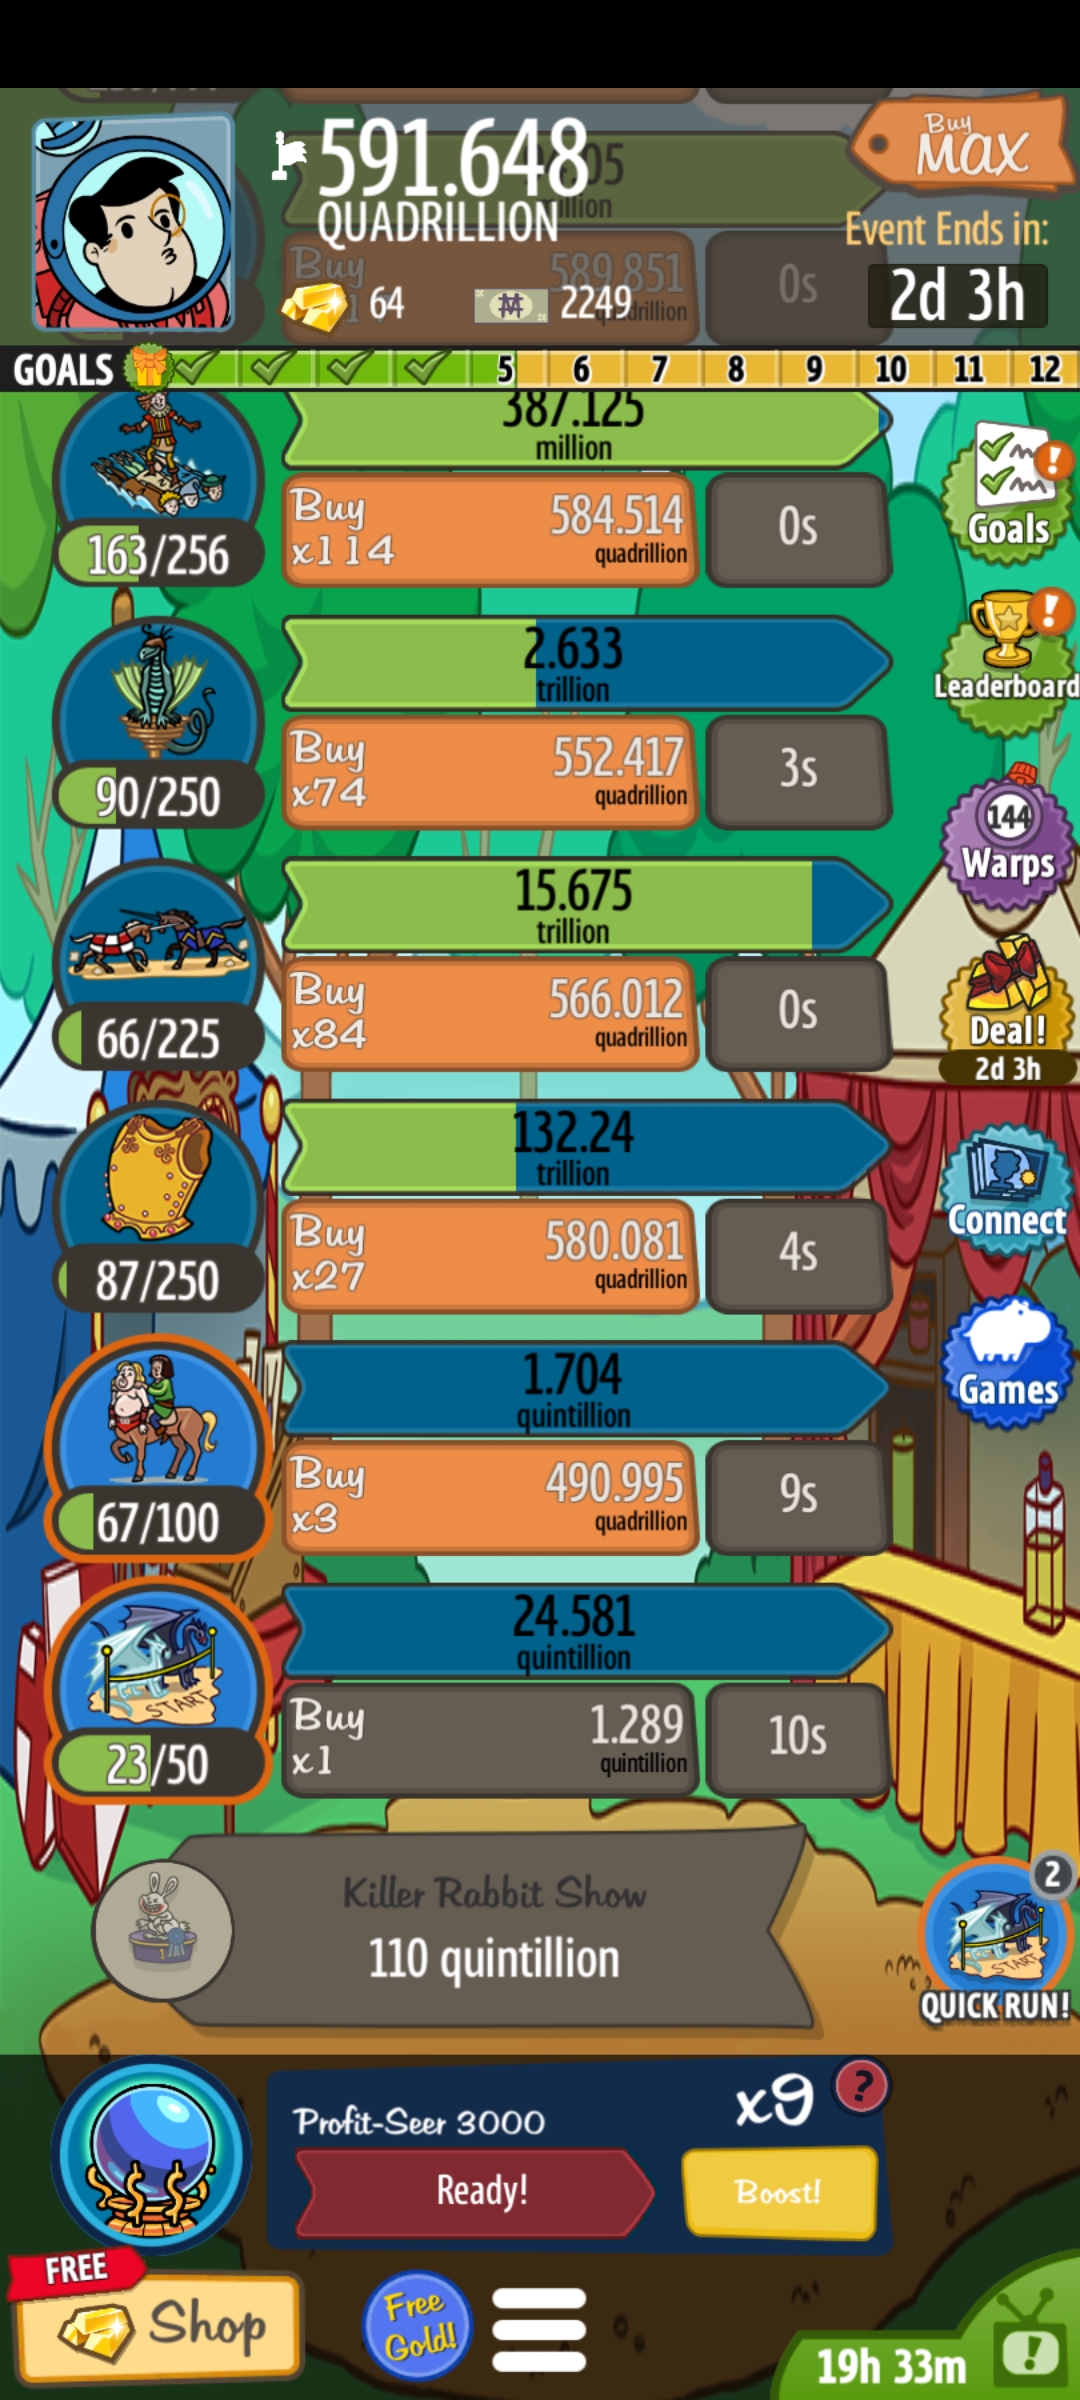 591.648
QUADRILLION
64
2249
Buy
MAX
Event Ends in:
2d 3h
Buy
589.851
0s
GOALS
5 6 7 8 9 10 11 12
387.125
million
163/256
Buy
x114
584.514
quadrillion
0s
Goals
2.633
trillion
90/250
Buy
x74
552.417
quadrillion
3s
Leaderboard
144
Warps
15.675
trillion
66/225
Buy
x84
566.012
quadrillion
0s
Deal!
2d 3h
132.24
trillion
87/250
Buy
x27
580.081
quadrillion
4s
Connect
1.704
quintillion
67/100
Buy
x3
490.995
quadrillion
9s
Games
24.581
quintillion
START
23/50
Buy
x1
1.289
quintillion
10s
Killer Rabbit Show
110 quintillion
2
START
QUICK RUN!
Profit-Seer 3000
x9
?
Ready!
Boost!
FREE
Shop
Free
Gold!
19h 33m